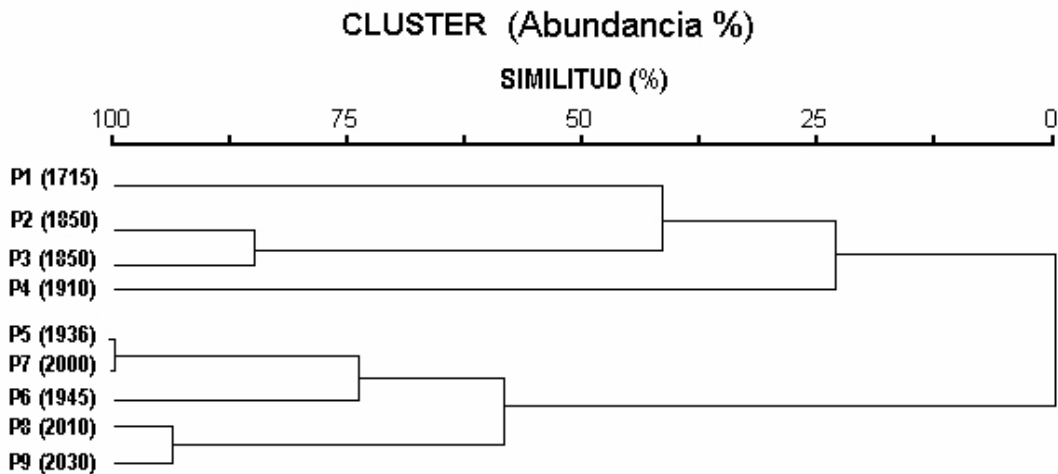 CLUSTER (Abundancia %)
SIMILITUD (%)
100 75 50 25 0
P1 (1715)
P2 (1850)
P3 (1850)
P4 (1910)
P5 (1936)
P7 (2000)
P6 (1945)
P8 (2010)
P9 (2030)